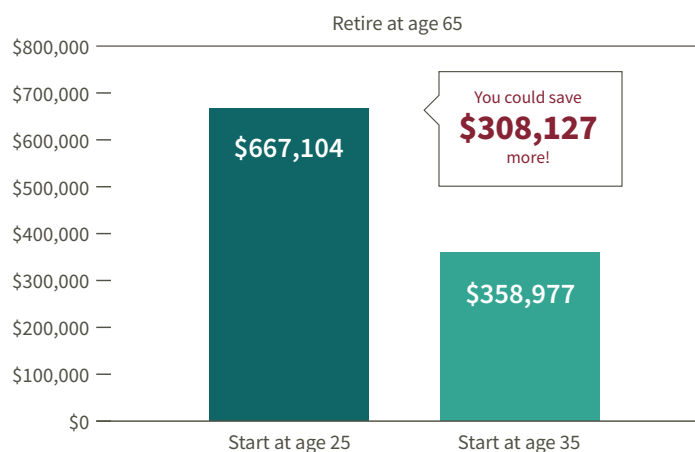 Retire at age 65
$800,000
$700,000
$600,000
$500,000
$400,000
$300,000
$200,000
$100,000
$0
You could save
$308,127
more!
$667,104
$358,977
Start at age 25
Start at age 35